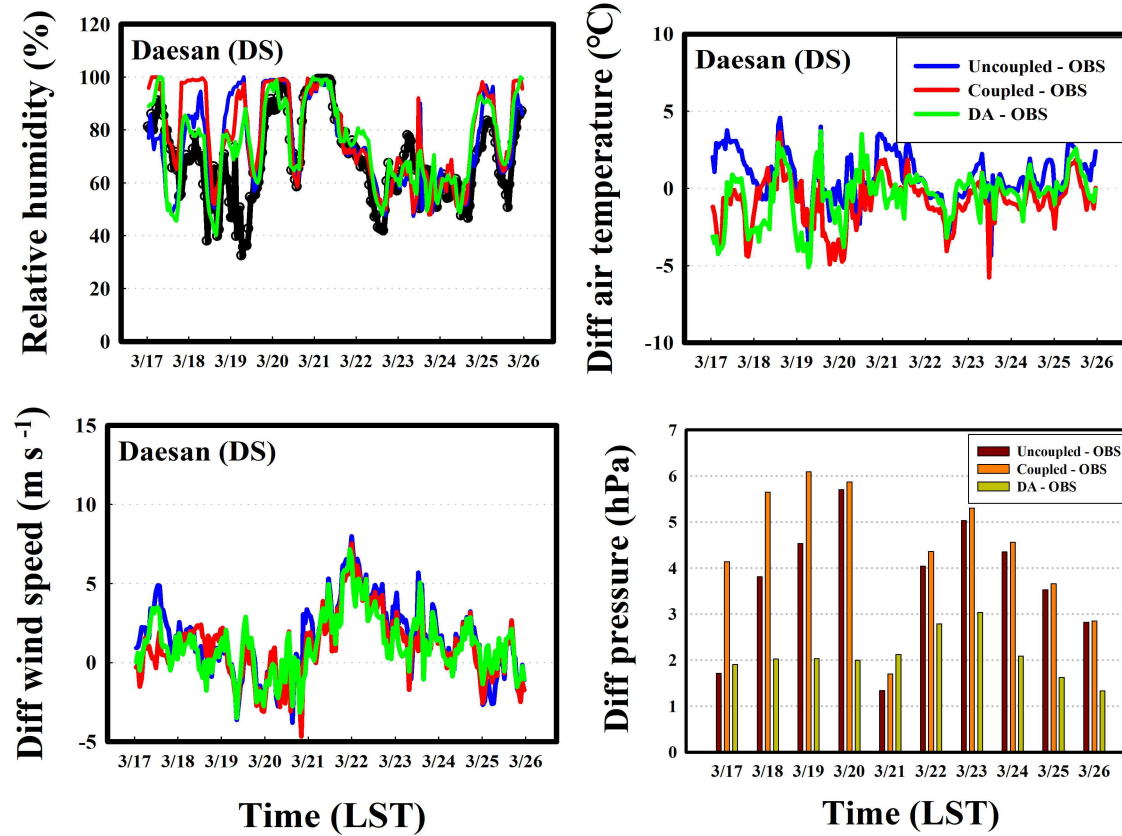 Relative humidity (%)
120
100
80
60
40
20
0
Daesan (DS)
3/17 3/18 3/19 3/20 3/21 3/22 3/23 3/24 3/25 3/26
Diff air temperature (°C)
10
5
0
-5
-10
Daesan (DS)
Uncoupled - OBS
Coupled - OBS
DA - OBS
3/17 3/18 3/19 3/20 3/21 3/22 3/23 3/24 3/25 3/26
Diff wind speed (m s -1)
15
10
5
0
-5
Daesan (DS)
3/17 3/18 3/19 3/20 3/21 3/22 3/23 3/24 3/25 3/26
Time (LST)
Diff pressure (hPa)
7
6
5
4
3
2
1
0
Uncoupled - OBS
Coupled - OBS
DA - OBS
3/17 3/18 3/19 3/20 3/21 3/22 3/23 3/24 3/25 3/26
Time (LST)